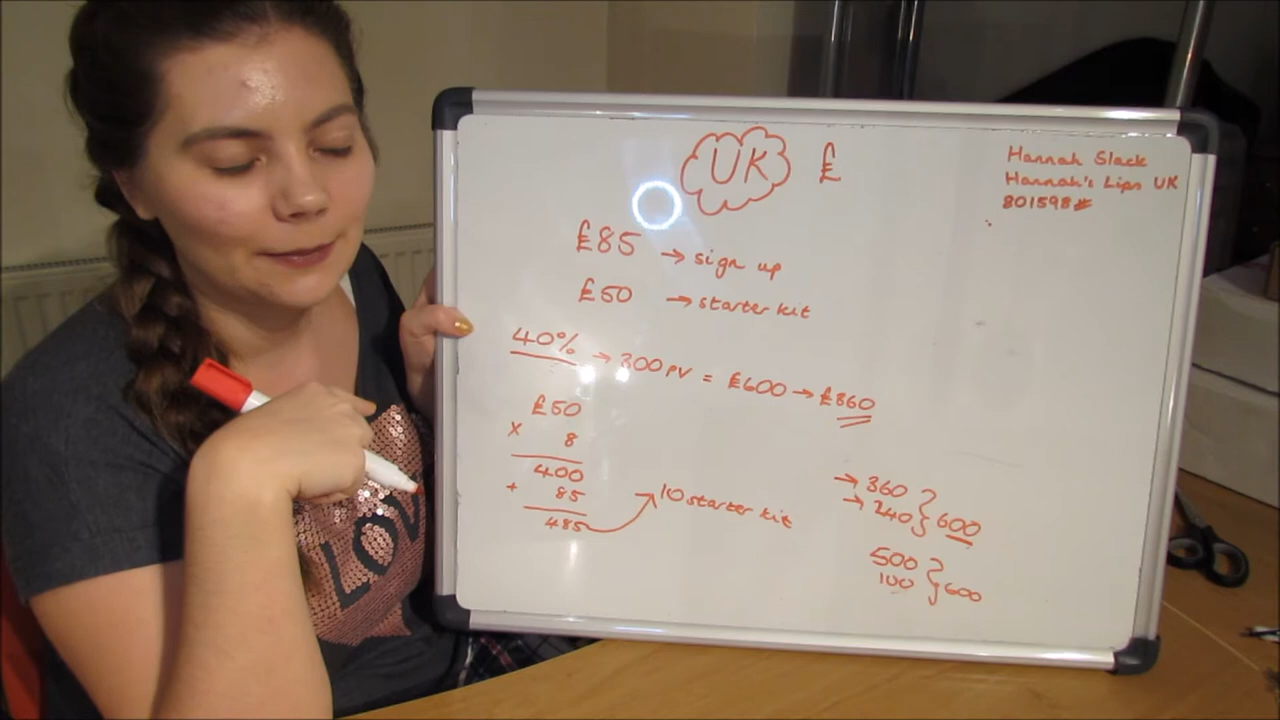 UK £
Hannah Slack
Hannah's Lips UK
801598#
£85 → sign up
£50 → starter kit
40% → 300 PV = £600 → £360
£50
x 8
400
+ 85
485 → 10 starter kit
→ 360
→ 240 } 600
500
100 } 600
LOVE